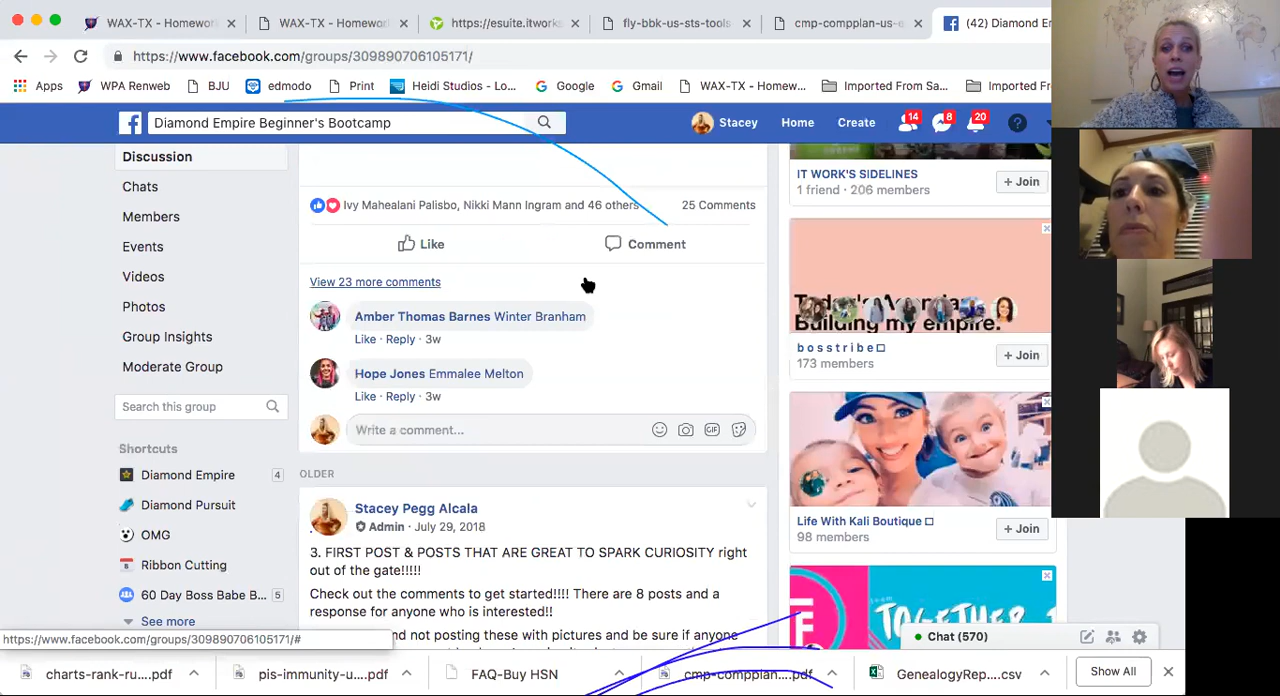 WAX-TX - Homewor
WAX-TX - Homewor
https://esuite.itworks
fly-bbk-us-sts-tools
cmp-compplan-us-e
(42) Diamond Em
https://www.facebook.com/groups/309890706105171/
Apps
WPA Renweb
BJU
edmodo
Print
Heidi Studios - Lo...
Google
Gmail
WAX-TX - Homew...
Imported From Sa...
Imported Fr
Diamond Empire Beginner's Bootcamp
Stacey
Home
Create
14
8
20
Discussion
Chats
Members
Events
Videos
Photos
Group Insights
Moderate Group
Search this group
Shortcuts
Diamond Empire
4
Diamond Pursuit
OMG
Ribbon Cutting
60 Day Boss Babe B...
5
See more
Ivy Mahealani Palisbo, Nikki Mann Ingram and 46 others
25 Comments
Like
Comment
View 23 more comments
Amber Thomas Barnes Winter Branham
Like · Reply · 3w
Hope Jones Emmalee Melton
Like · Reply · 3w
Write a comment...
GIF
OLDER
Stacey Pegg Alcala
Admin · July 29, 2018
3. FIRST POST & POSTS THAT ARE GREAT TO SPARK CURIOSITY right
out of the gate!!!!!
Check out the comments to get started!!!! There are 8 posts and a
response for anyone who is interested!!
nd not posting these with pictures and be sure if anyone
IT WORK'S SIDELINES
1 friend · 206 members
+ Join
Building my empire.
bosstribe
173 members
+ Join
Life With Kali Boutique
98 members
+ Join
TOGETHER
Chat (570)
https://www.facebook.com/groups/309890706105171/#
charts-rank-ru....pdf
pis-immunity-u....pdf
FAQ-Buy HSN
cmp-compplan....pdf
GenealogyRep....csv
Show All